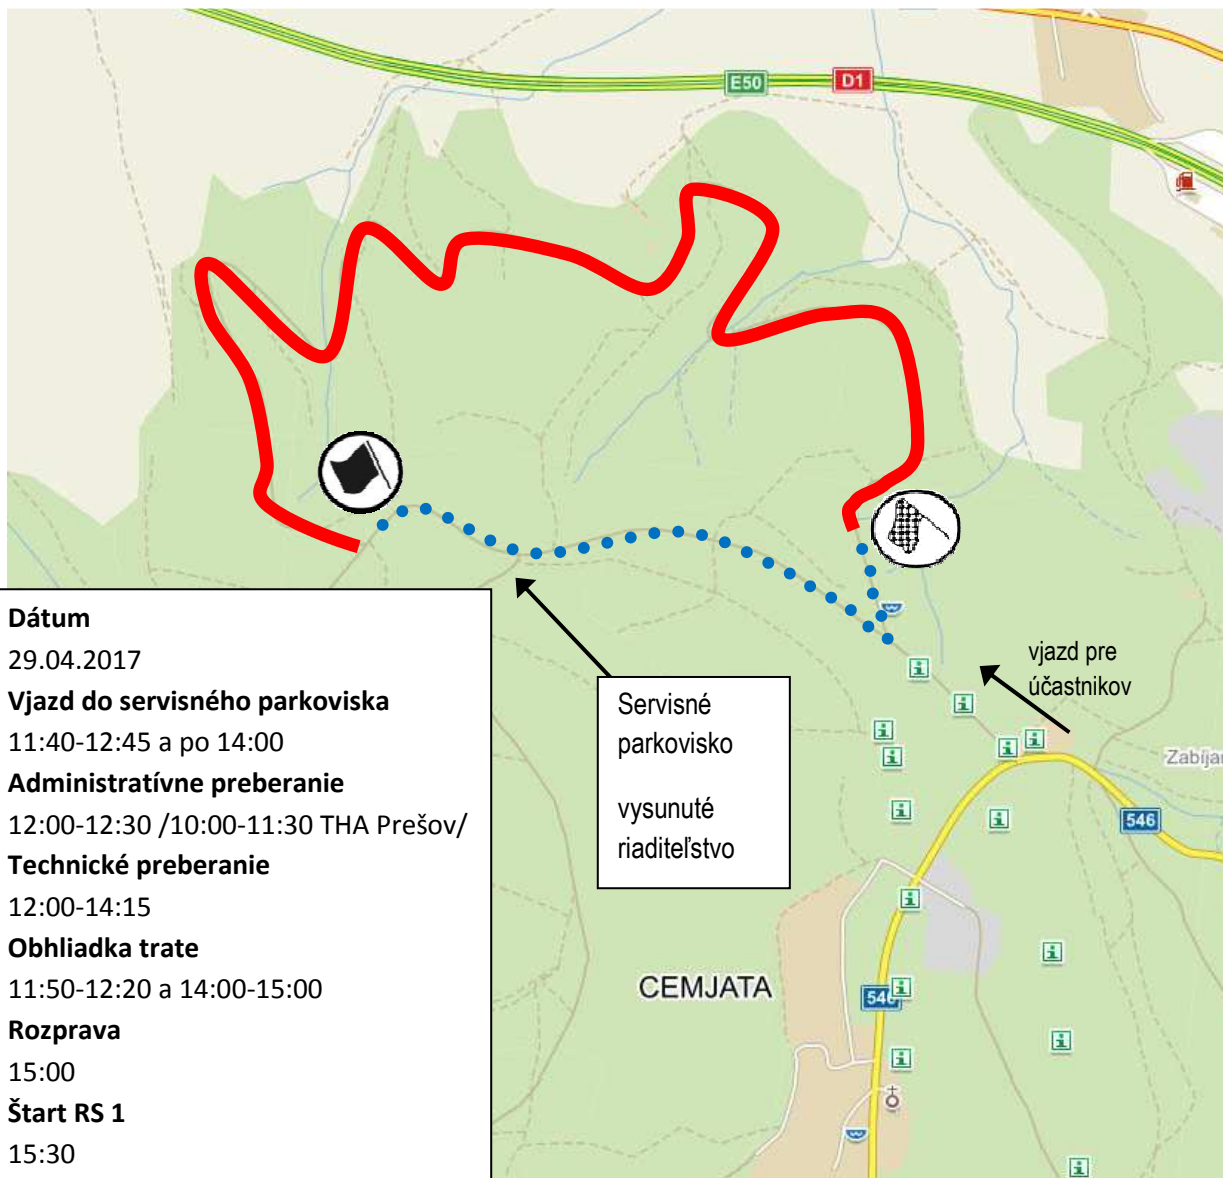 E50
D1
vjazd pre
účastnikov
Zabíja
546
Servisné
parkovisko
vysunuté
riaditeľstvo
CEMJATA
546
Dátum
29.04.2017
Vjazd do servisného parkoviska
11:40-12:45 a po 14:00
Administratívne preberanie
12:00-12:30 /10:00-11:30 THA Prešov/
Technické preberanie
12:00-14:15
Obhliadka trate
11:50-12:20 a 14:00-15:00
Rozprava
15:00
Štart RS 1
15:30